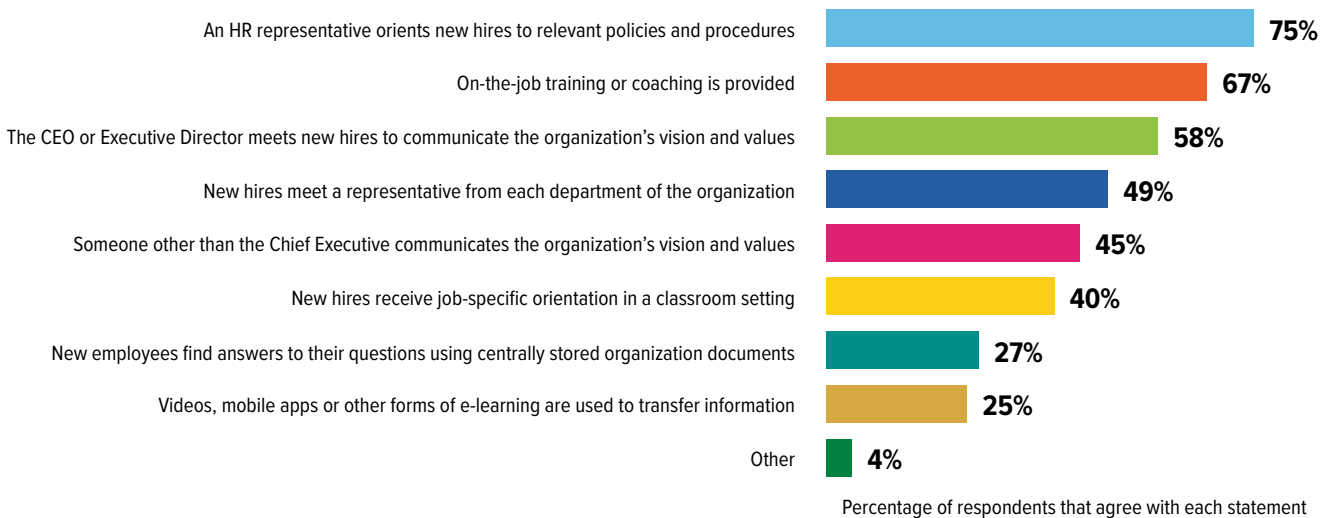 An HR representative orients new hires to relevant policies and procedures 75%
On-the-job training or coaching is provided 67%
The CEO or Executive Director meets new hires to communicate the organization’s vision and values 58%
New hires meet a representative from each department of the organization 49%
Someone other than the Chief Executive communicates the organization’s vision and values 45%
New hires receive job-specific orientation in a classroom setting 40%
New employees find answers to their questions using centrally stored organization documents 27%
Videos, mobile apps or other forms of e-learning are used to transfer information 25%
Other 4%
Percentage of respondents that agree with each statement